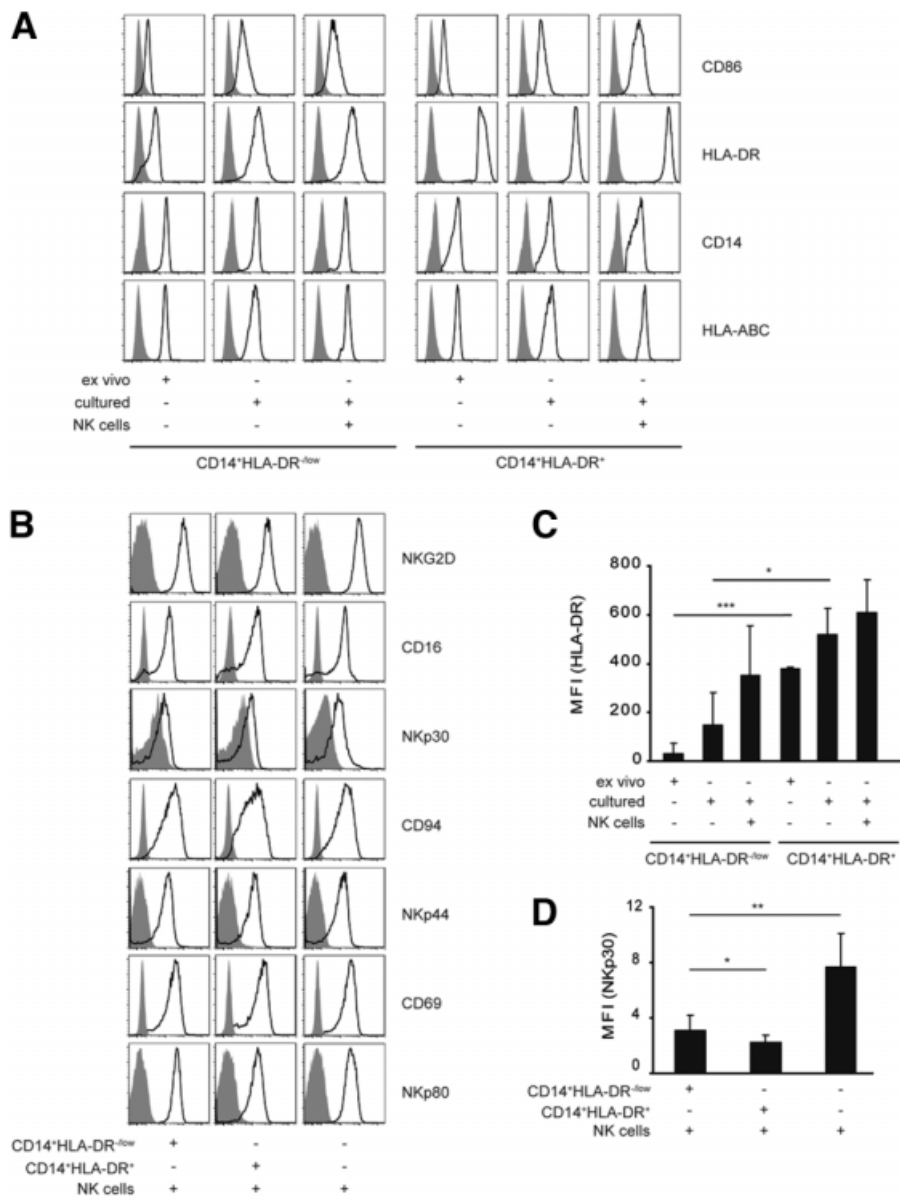 A
CD86
HLA-DR
CD14
HLA-ABC
ex vivo + - - + - -
cultured - + + - + +
NK cells - - + - - +
CD14⁺HLA-DR⁻/low CD14⁺HLA-DR⁺
B
NKG2D
CD16
NKp30
CD94
NKp44
CD69
NKp80
CD14⁺HLA-DR⁻/low + - -
CD14⁺HLA-DR⁺ - + -
NK cells + + +
C
MFI (HLA-DR)
800
600
400
200
0
*
***
ex vivo + - - + - -
cultured - + + - + +
NK cells - - + - - +
CD14⁺HLA-DR⁻/low CD14⁺HLA-DR⁺
D
MFI (NKp30)
12
8
4
0
**
*
CD14⁺HLA-DR⁻/low + - -
CD14⁺HLA-DR⁺ - + -
NK cells + + +